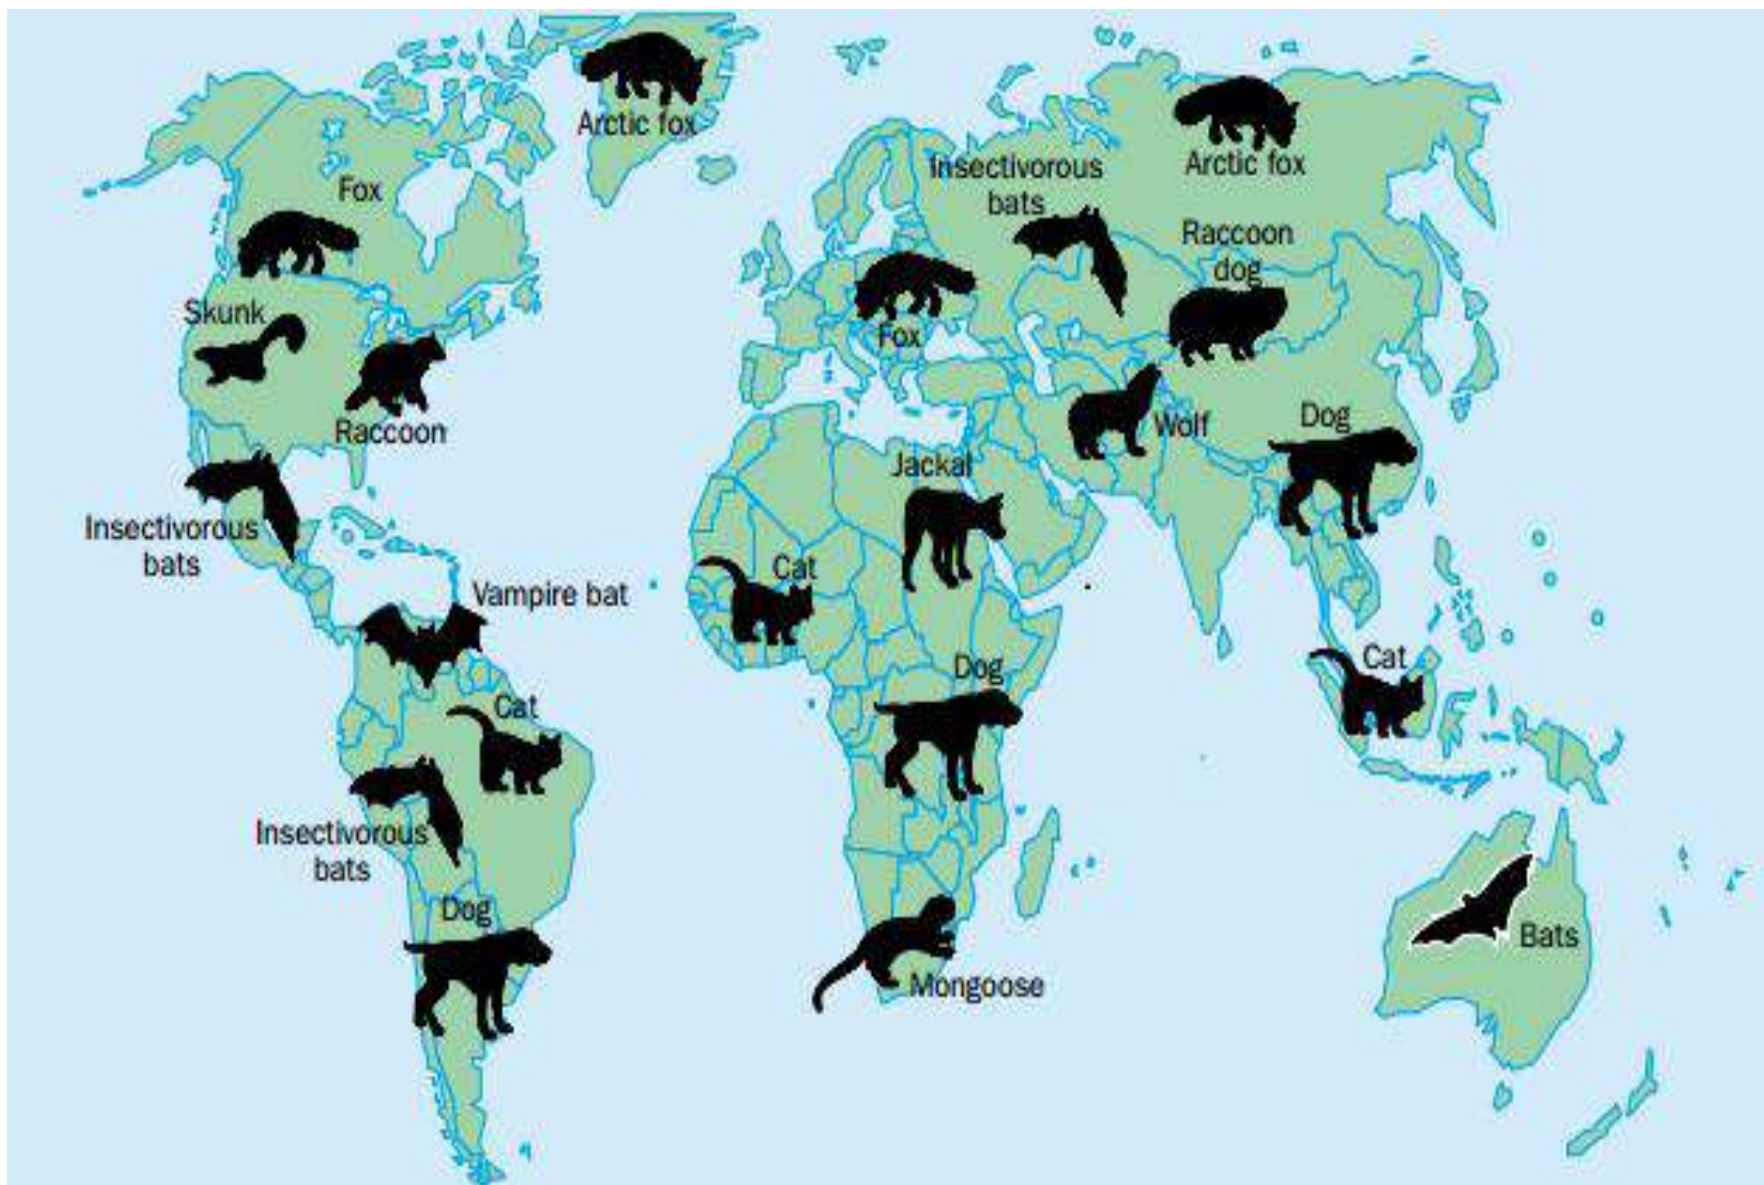 Arctic fox
Arctic fox
Insectivorous
bats
Fox
Raccoon
dog
Skunk
Fox
Raccoon
Wolf
Dog
Jackal
Insectivorous
bats
Cat
Vampire bat
Dog
Cat
Cat
Insectivorous
bats
Dog
Bats
Mongoose